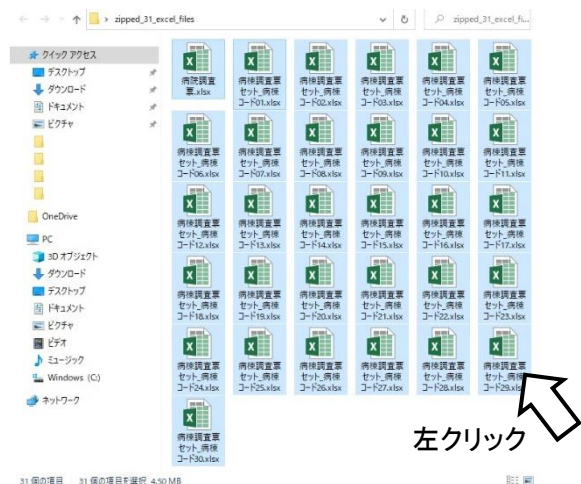 zipped_31_excel_files
zipped_31_excel_fi...
クイック アクセス
デスクトップ
ダウンロード
ドキュメント
ピクチャ
OneDrive
PC
3D オブジェクト
ダウンロード
デスクトップ
ドキュメント
ピクチャ
ビデオ
ミュージック
Windows (C:)
ネットワーク
病院調査
票.xlsx
病棟調査票
セット_病棟
コード01.xlsx
病棟調査票
セット_病棟
コード02.xlsx
病棟調査票
セット_病棟
コード03.xlsx
病棟調査票
セット_病棟
コード04.xlsx
病棟調査票
セット_病棟
コード05.xlsx
病棟調査票
セット_病棟
コード06.xlsx
病棟調査票
セット_病棟
コード07.xlsx
病棟調査票
セット_病棟
コード08.xlsx
病棟調査票
セット_病棟
コード09.xlsx
病棟調査票
セット_病棟
コード10.xlsx
病棟調査票
セット_病棟
コード11.xlsx
病棟調査票
セット_病棟
コード12.xlsx
病棟調査票
セット_病棟
コード13.xlsx
病棟調査票
セット_病棟
コード14.xlsx
病棟調査票
セット_病棟
コード15.xlsx
病棟調査票
セット_病棟
コード16.xlsx
病棟調査票
セット_病棟
コード17.xlsx
病棟調査票
セット_病棟
コード18.xlsx
病棟調査票
セット_病棟
コード19.xlsx
病棟調査票
セット_病棟
コード20.xlsx
病棟調査票
セット_病棟
コード21.xlsx
病棟調査票
セット_病棟
コード22.xlsx
病棟調査票
セット_病棟
コード23.xlsx
病棟調査票
セット_病棟
コード24.xlsx
病棟調査票
セット_病棟
コード25.xlsx
病棟調査票
セット_病棟
コード26.xlsx
病棟調査票
セット_病棟
コード27.xlsx
病棟調査票
セット_病棟
コード28.xlsx
病棟調査票
セット_病棟
コード29.xlsx
病棟調査票
セット_病棟
コード30.xlsx
左クリック
31 個の項目 31 個の項目を選択 4.50 MB